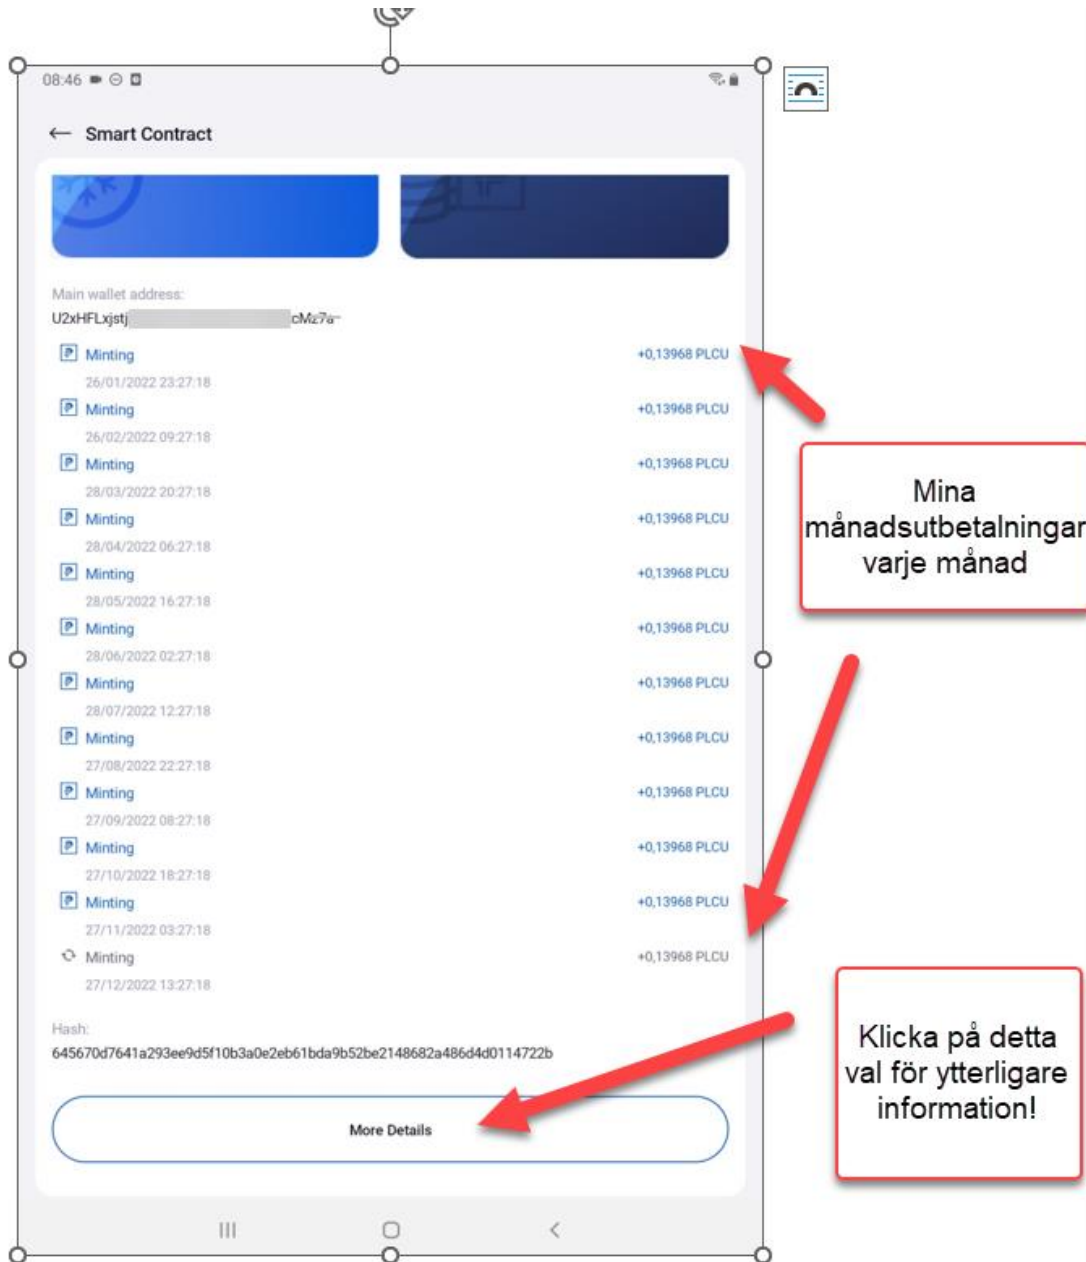 08:46
Smart Contract
Main wallet address:
U2xHFLxjstj cMz7a
Minting +0,13968 PLCU
26/01/2022 23:27:18
Minting +0,13968 PLCU
26/02/2022 09:27:18
Minting +0,13968 PLCU
28/03/2022 20:27:18
Minting +0,13968 PLCU
28/04/2022 06:27:18
Minting +0,13968 PLCU
28/05/2022 16:27:18
Minting +0,13968 PLCU
28/06/2022 02:27:18
Minting +0,13968 PLCU
28/07/2022 12:27:18
Minting +0,13968 PLCU
27/08/2022 22:27:18
Minting +0,13968 PLCU
27/09/2022 08:27:18
Minting +0,13968 PLCU
27/10/2022 18:27:18
Minting +0,13968 PLCU
27/11/2022 03:27:18
Minting +0,13968 PLCU
27/12/2022 13:27:18
Hash:
645670d7641a293ee9d5f10b3a0e2eb61bda9b52be2148682a486d4d0114722b
More Details
Mina
månadsutbetalningar
varje månad
Klicka på detta
val för ytterligare
information!